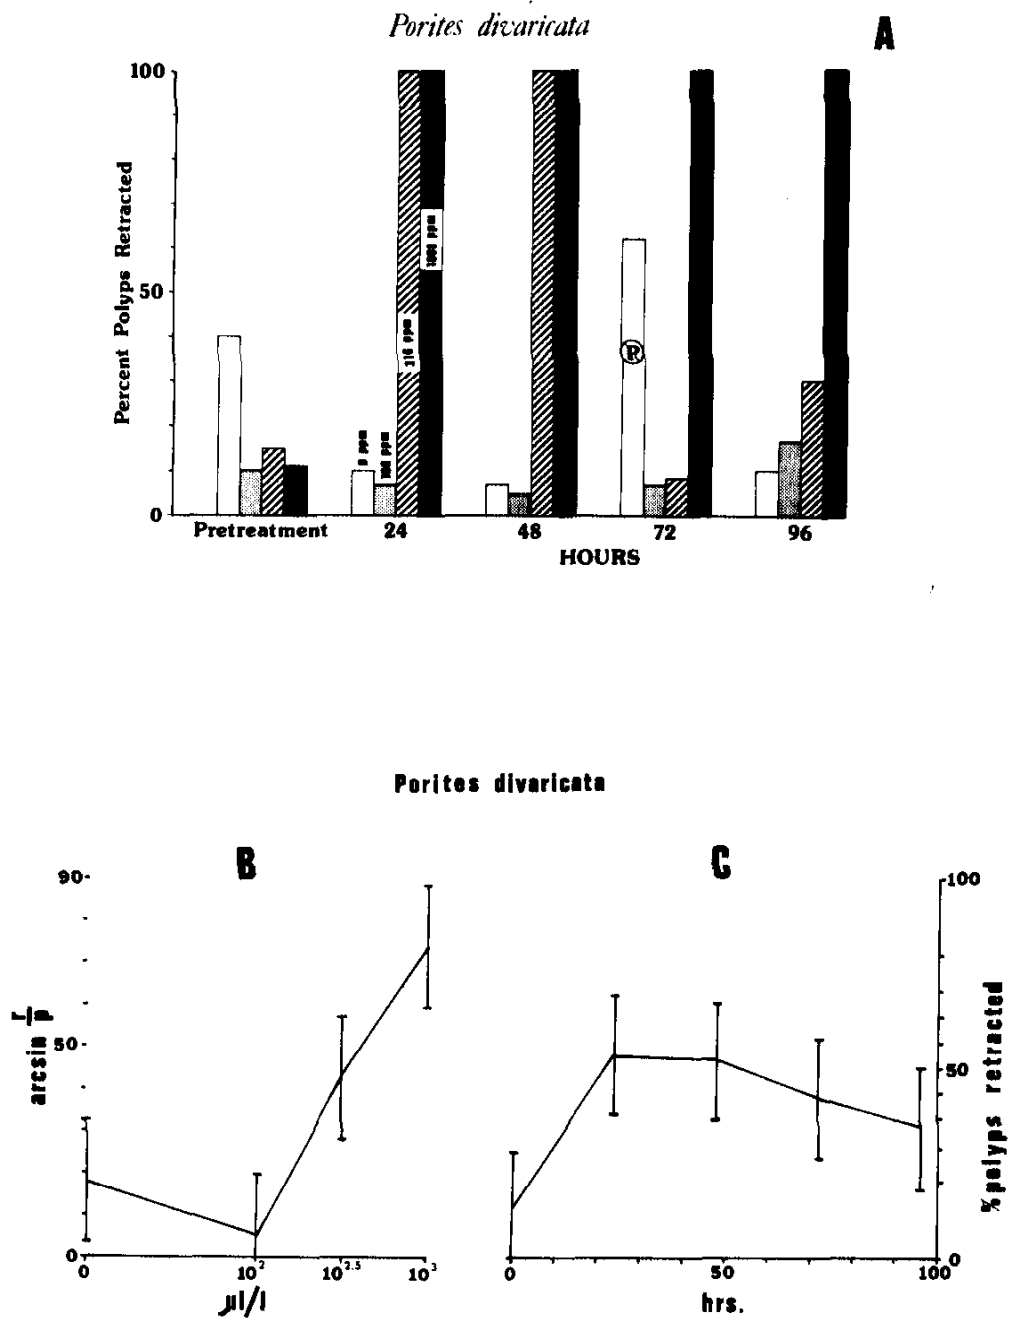 Porites divaricata
A
100
50
0
Percent Polyps Retracted
0 ppm
100 ppm
316 ppm
1000 ppm
R
Pretreatment 24 48 72 96
HOURS
Porites divaricata
B
90
50
0
arcsin r/p
0 10² 10²·⁵ 10³
µl/l
C
100
50
0
% polyps retracted
0 50 100
hrs.